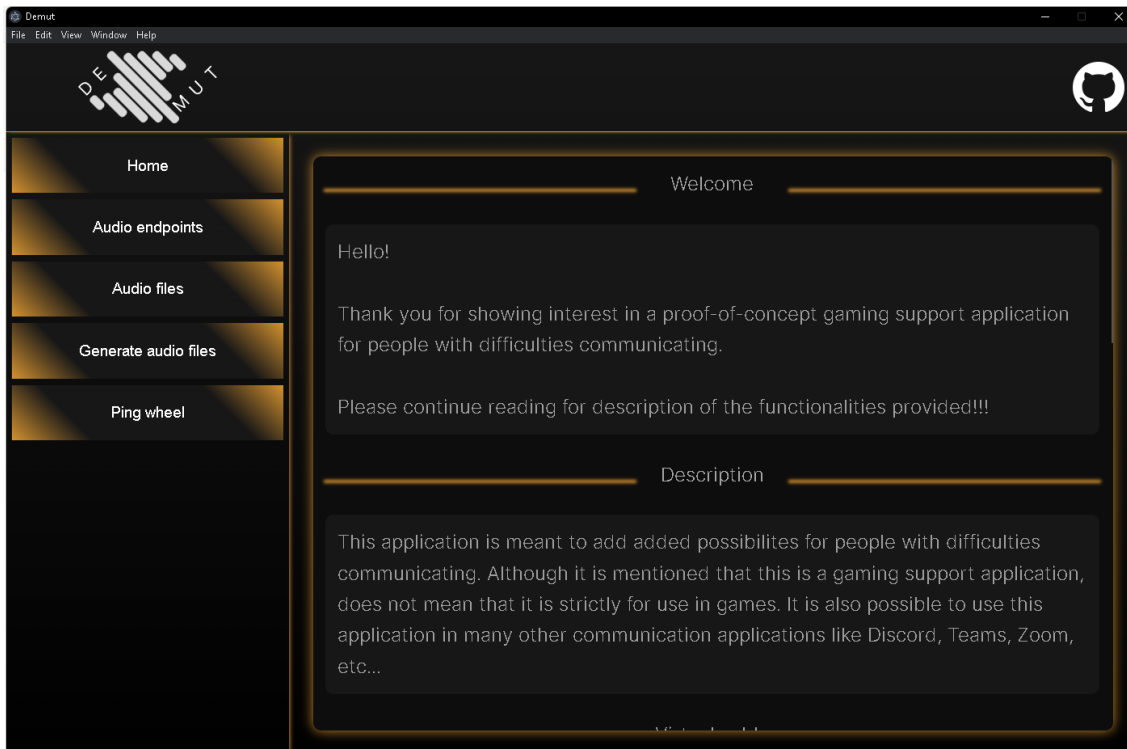 Demut
File Edit View Window Help
DE
MUT
Home
Audio endpoints
Audio files
Generate audio files
Ping wheel
Welcome
Hello!
Thank you for showing interest in a proof-of-concept gaming support application
for people with difficulties communicating.
Please continue reading for description of the functionalities provided!!!
Description
This application is meant to add added possibilites for people with difficulties
communicating. Although it is mentioned that this is a gaming support application,
does not mean that it is strictly for use in games. It is also possible to use this
application in many other communication applications like Discord, Teams, Zoom,
etc...